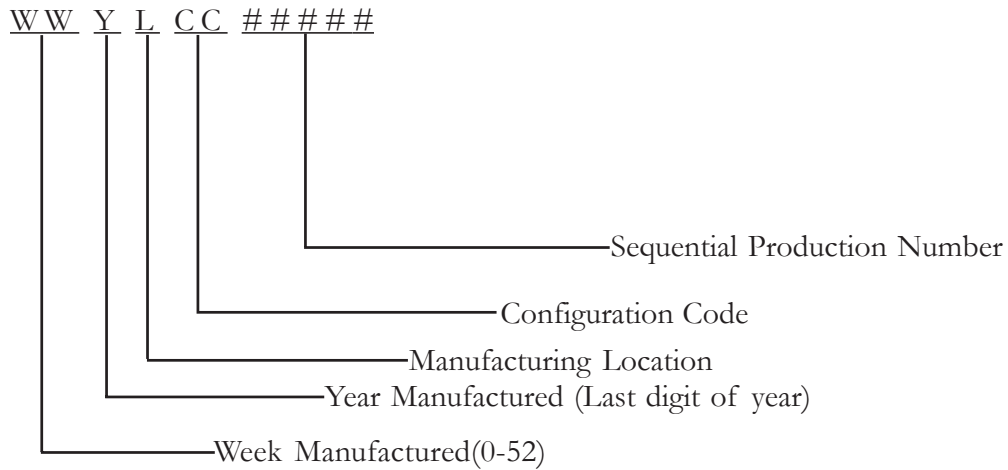 WW Y L CC #####
Sequential Production Number
Configuration Code
Manufacturing Location
Year Manufactured (Last digit of year)
Week Manufactured(0-52)